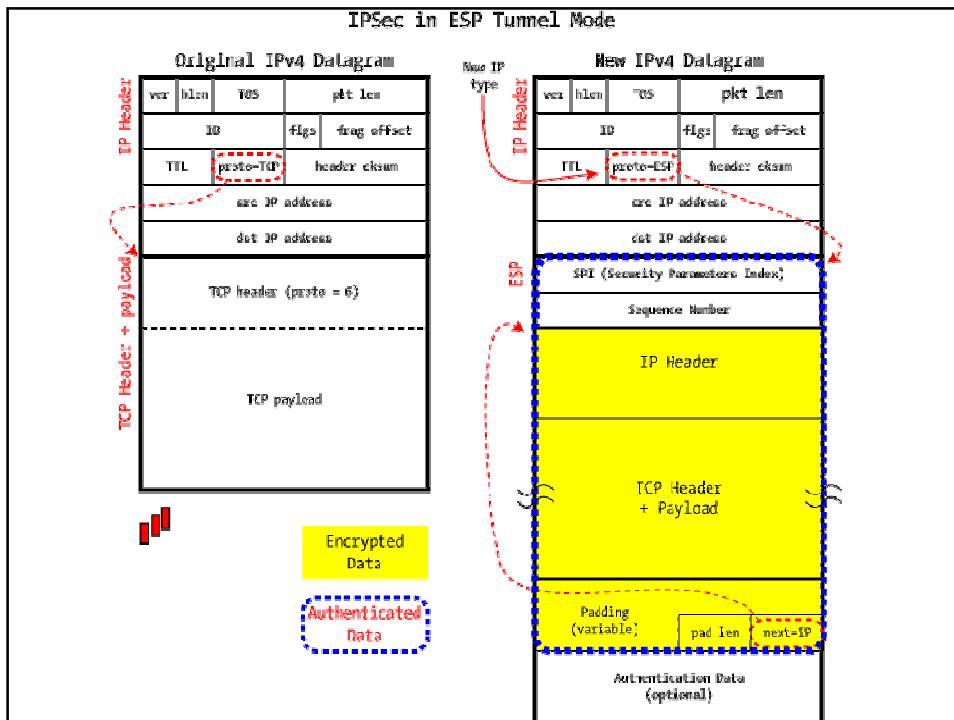 IPSec in ESP Tunnel Mode
Original IPv4 Datagram
IP Header
ver hlen TOS pkt len
ID flgs frag offset
TTL proto=TCP header cksum
src IP address
dst IP address
TCP Header + payload
TCP header (proto = 6)
TCP payload
Encrypted
Data
Authenticated
Data
New IP
type
New IPv4 Datagram
IP Header
ver hlen TOS pkt len
ID flgs frag offset
TTL proto=ESP header cksum
src IP address
dst IP address
ESP
SPI (Security Parameters Index)
Sequence Number
IP Header
TCP Header
+ Payload
Padding
(variable)
pad len next=IP
Authentication Data
(optional)